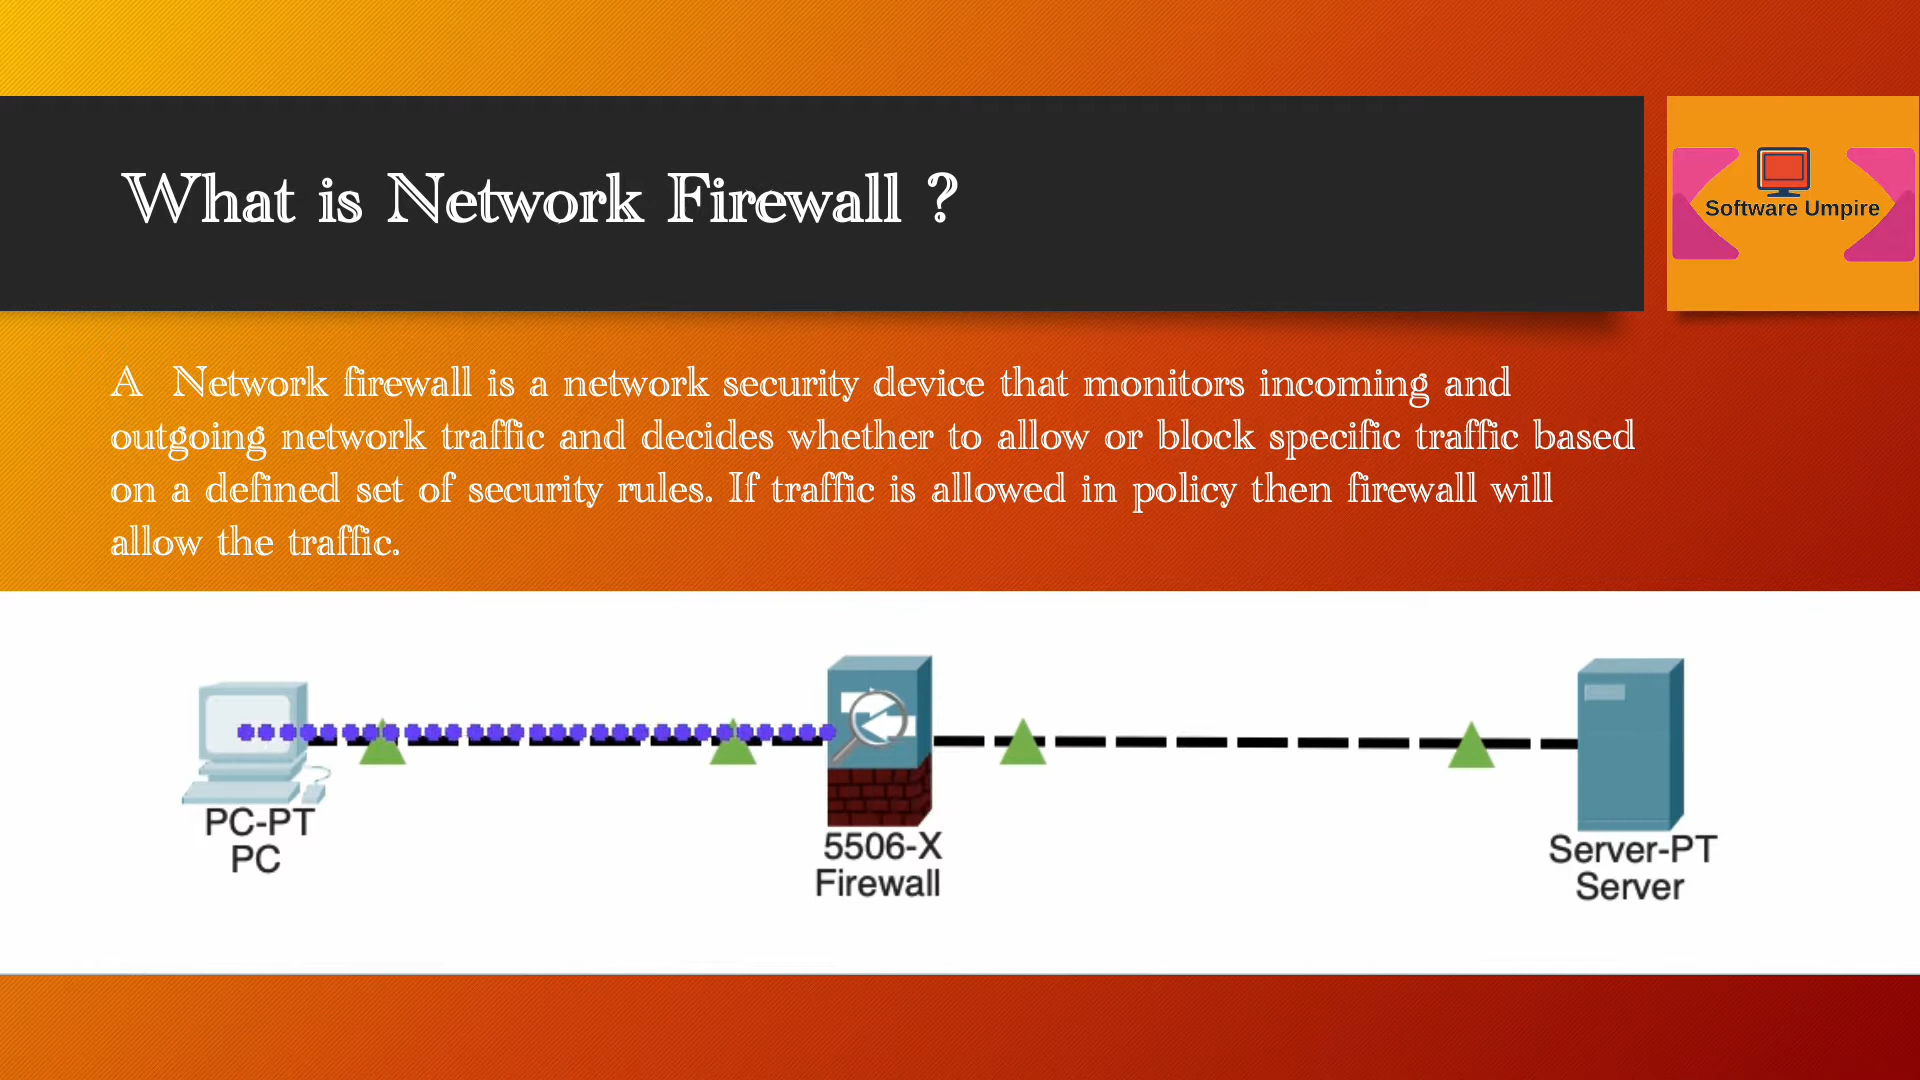 What is Network Firewall ?
Software Umpire
A Network firewall is a network security device that monitors incoming and
outgoing network traffic and decides whether to allow or block specific traffic based
on a defined set of security rules. If traffic is allowed in policy then firewall will
allow the traffic.
PC-PT
PC
5506-X
Firewall
Server-PT
Server